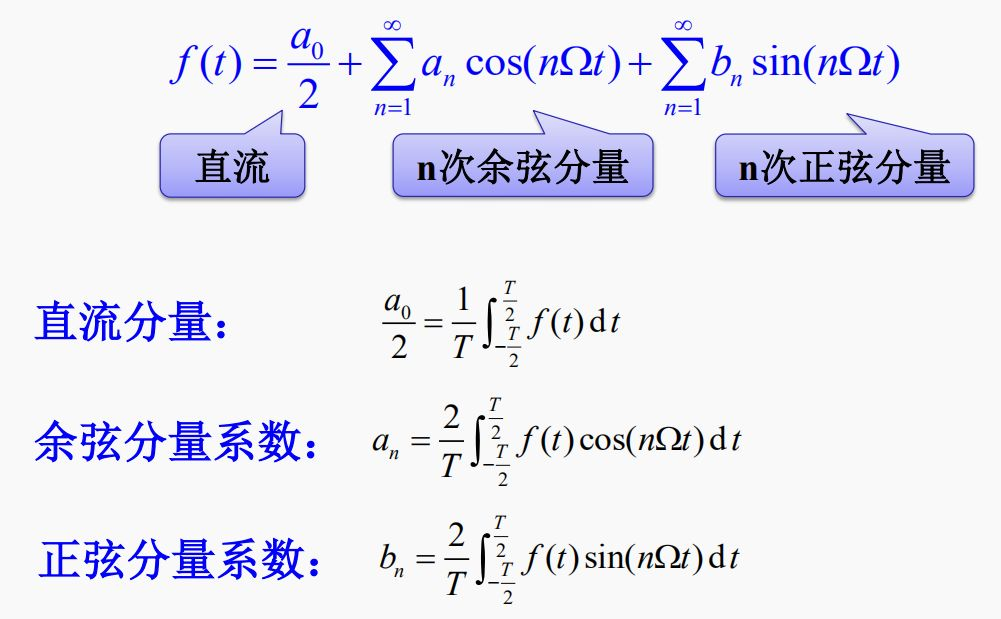 f(t) = a₀/2 + ∑_{n=1}^{∞} aₙ cos(nΩt) + ∑_{n=1}^{∞} bₙ sin(nΩt)
直流 n次余弦分量 n次正弦分量
直流分量： a₀/2 = 1/T ∫_{-T/2}^{T/2} f(t) dt
余弦分量系数： aₙ = 2/T ∫_{-T/2}^{T/2} f(t) cos(nΩt) dt
正弦分量系数： bₙ = 2/T ∫_{-T/2}^{T/2} f(t) sin(nΩt) dt